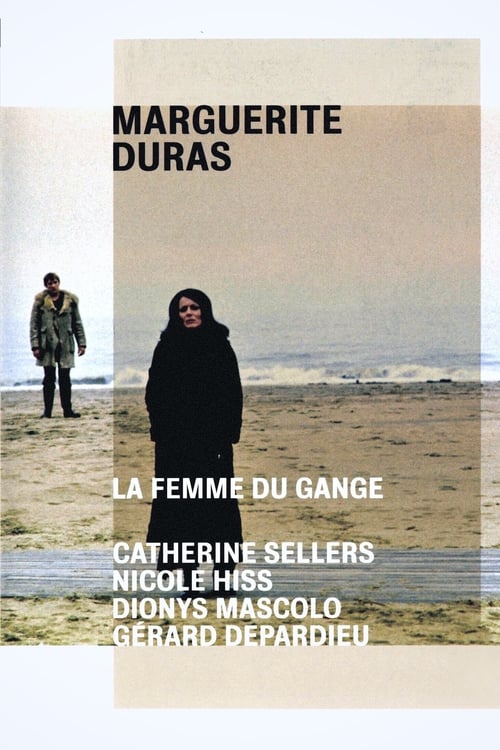 MARGUERITE
DURAS
LA FEMME DU GANGE
CATHERINE SELLERS
NICOLE HISS
DIONYS MASCOLO
GÉRARD DEPARDIEU